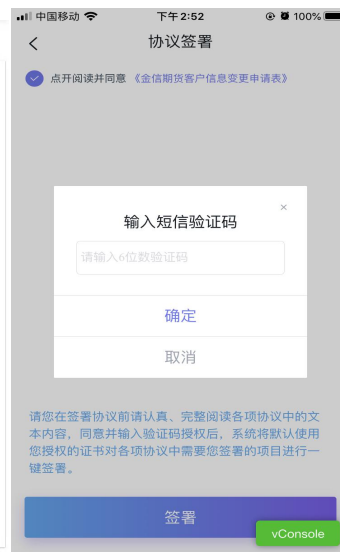 中国移动 下午2:52 100%
协议签署
点开阅读并同意《金信期货客户信息变更申请表》
×
输入短信验证码
请输入6位数验证码
确定
取消
请您在签署协议前请认真、完整阅读各项协议中的文
本内容，同意并输入验证码授权后，系统将默认使用
您授权的证书对各项协议中需要您签署的项目进行一
键签署。
签署
vConsole